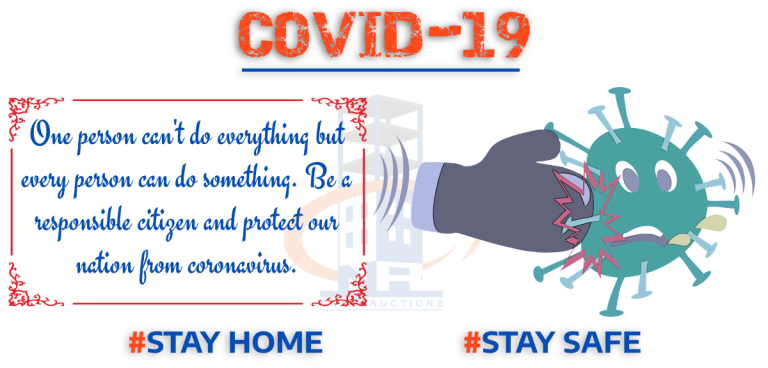 COVID-19
One person can't do everything but
every person can do something. Be a
responsible citizen and protect our
nation from coronavirus.
#STAY HOME
#STAY SAFE